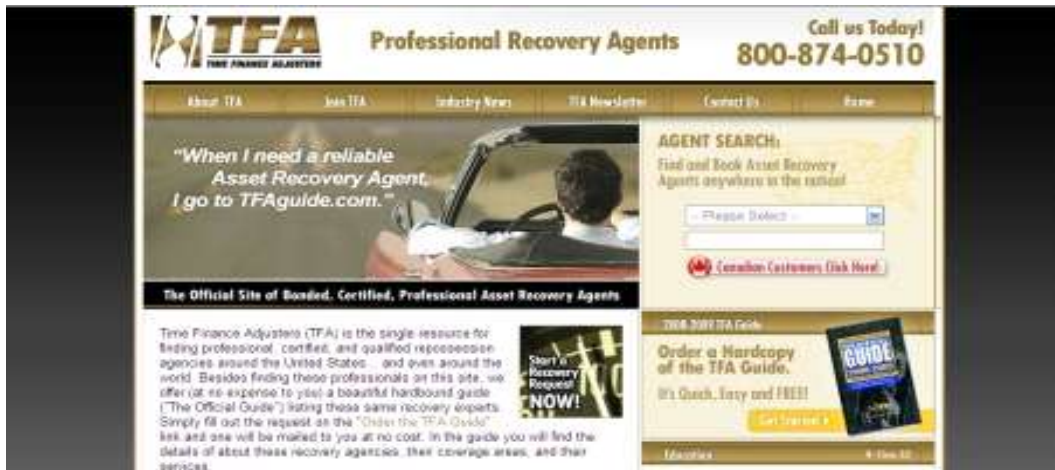 TFA
TIME FINANCE ADJUSTERS
Professional Recovery Agents
Call us Today!
800-874-0510
About TFA
Join TFA
Industry News
TFA Newsletter
Contact Us
Home
"When I need a reliable
Asset Recovery Agent,
I go to TFAguide.com."
The Official Site of Bonded, Certified, Professional Asset Recovery Agents
AGENT SEARCH:
Find and Book Asset Recovery
Agents anywhere in the nation!
-- Please Select --
Canadian Customers Click Here!
Time Finance Adjusters (TFA) is the single resource for
finding professional, certified, and qualified repossession
agencies around the United States... and even around the
world. Besides finding these professionals on this site, we
offer (at no expense to you) a beautiful hardbound guide
("The Official Guide") listing these same recovery experts.
Simply fill out the request on the "Order the TFA Guide"
link and one will be mailed to you at no cost. In the guide you will find the
details of about these recovery agencies, their coverage areas, and their
services.
Start a
Recovery
Request
NOW!
2008-2009 TFA Guide
Order a Hardcopy
of the TFA Guide.
It's Quick, Easy and FREE!
Get Started
GUIDE
Education
View All